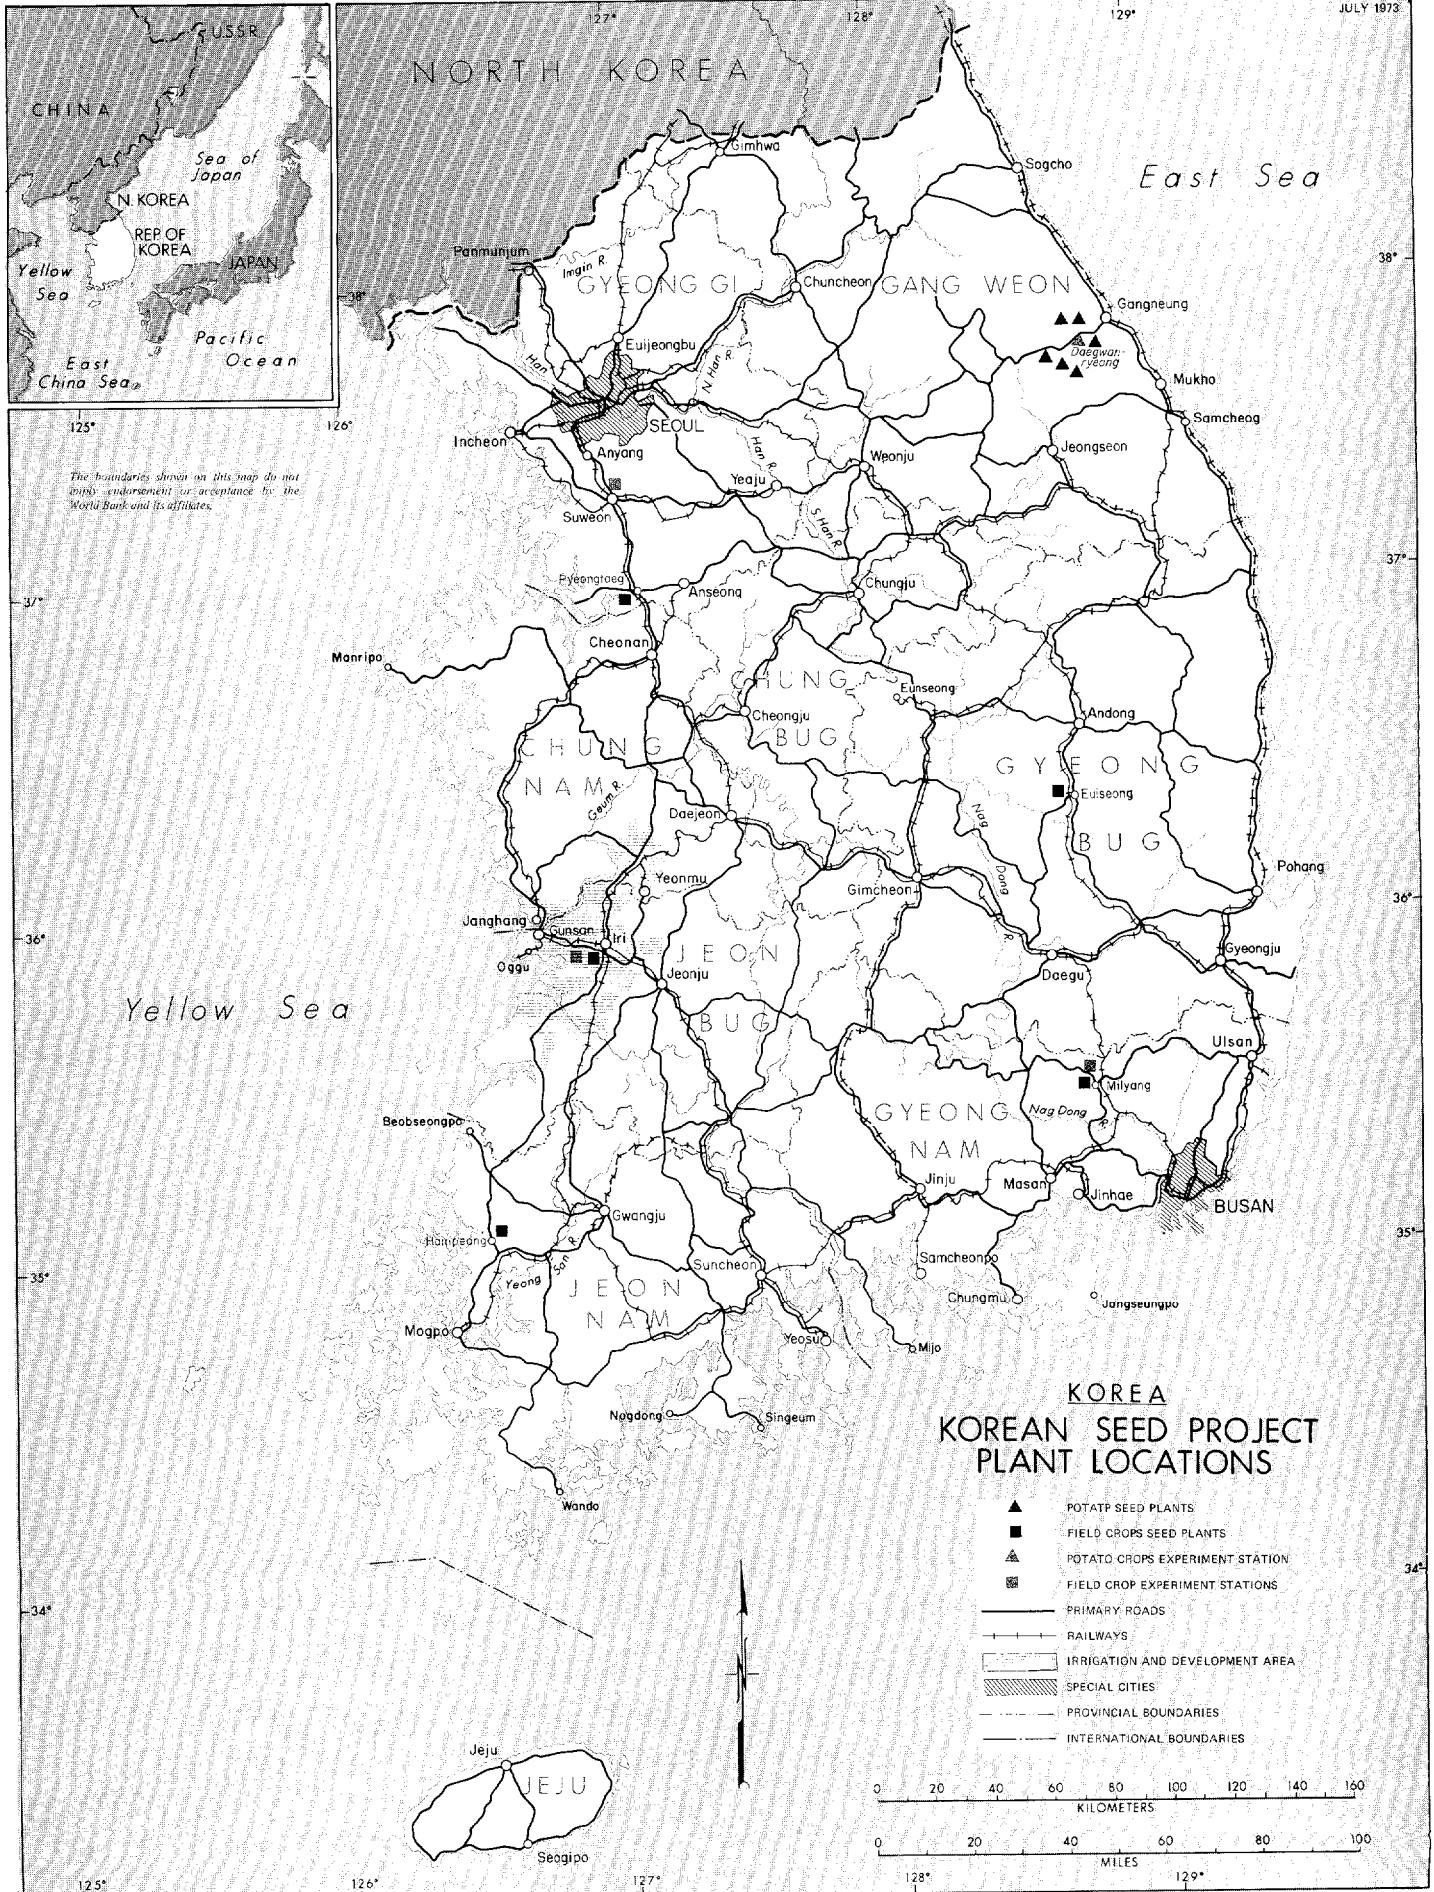 127°
128°
129°
JULY 1973
USSR
CHINA
Sea of
Japan
N. KOREA
REP. OF
KOREA
JAPAN
Yellow
Sea
Pacific
Ocean
East
China Sea
NORTH KOREA
Gimhwa
Sogcho
East Sea
Panmunjum
Imgin R.
GYEONG GI
Chuncheon
GANG WEON
38°
38°
Gangneung
Euijeongbu
Daegwan-
ryeong
Han
N. Han R.
Mukho
125°
126°
SEOUL
Samcheog
Incheon
Anyang
Jeongseon
Han R.
Weonju
The boundaries shown on this map do not
imply endorsement or acceptance by the
World Bank and its affiliates.
Yeaju
Suweon
S. Han R.
37°
Pyeongtaeg
Anseong
Chungju
37°
Cheonan
Manripo
CHUNG
BUG
Eunseong
Cheongju
Andong
CHUNG
NAM
GYEONG
BUG
Geum R.
Euiseong
Daejeon
Nag
Dong
R.
Yeonmu
Gimcheon
Pohang
36°
Janghang
Gunsan
Iri
36°
Oggu
JEON
BUG
Gyeongju
Daegu
Jeonju
Yellow Sea
Ulsan
Milyang
Beobseongpo
GYEONG
NAM
Nag Dong
R.
Jinju
Masan
Jinhae
BUSAN
Gwangju
35°
Hampeong
San R.
Yeong
Suncheon
Samcheonpo
35°
JEON
NAM
Chungmu
Jangseungpo
Mogpo
Yeosu
Mijo
Nogdong
Singeum
Wando
KOREA
KOREAN SEED PROJECT
PLANT LOCATIONS
POTATP SEED PLANTS
FIELD CROPS SEED PLANTS
POTATO CROPS EXPERIMENT STATION
FIELD CROP EXPERIMENT STATIONS
PRIMARY ROADS
RAILWAYS
IRRIGATION AND DEVELOPMENT AREA
SPECIAL CITIES
PROVINCIAL BOUNDARIES
INTERNATIONAL BOUNDARIES
34°
34°
N
Jeju
JEJU
Seogipo
0 20 40 60 80 100 120 140 160
KILOMETERS
0 20 40 60 80 100
MILES
125°
126°
127°
128°
129°